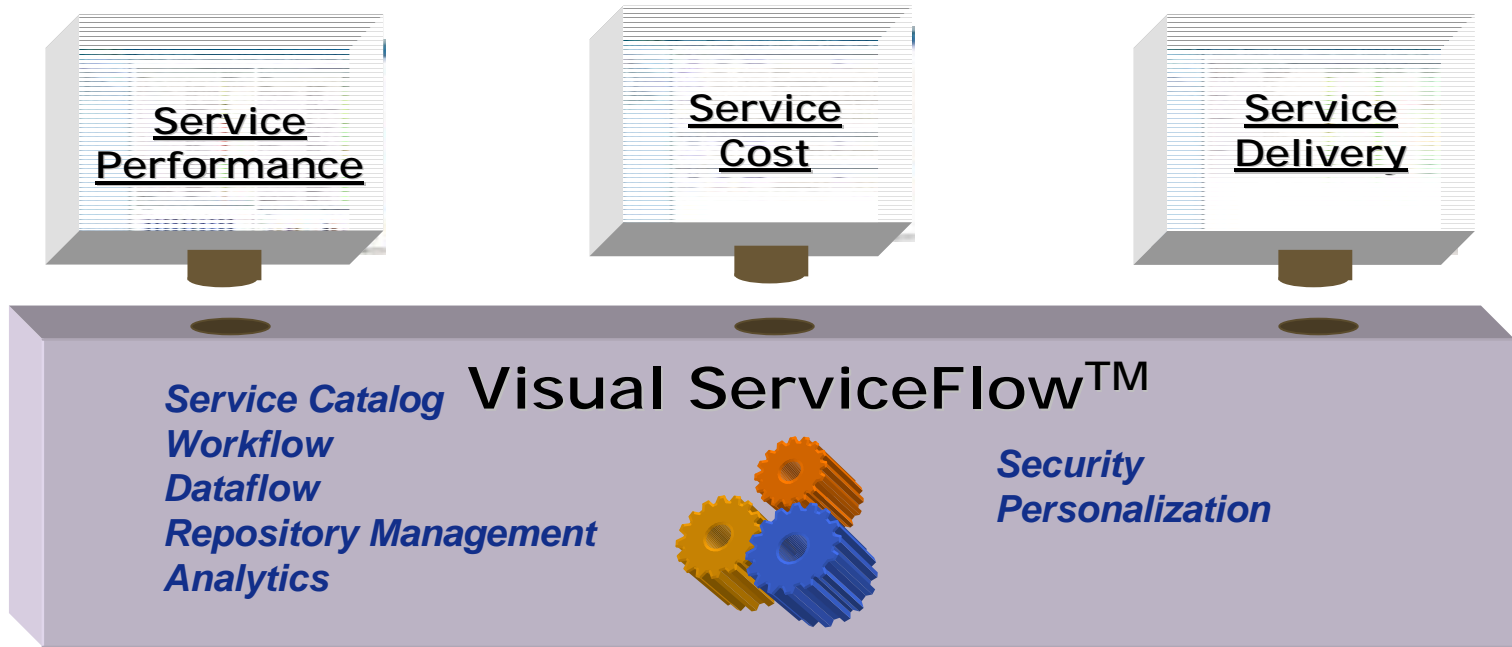 Service
Performance
Service
Cost
Service
Delivery
Visual ServiceFlow™
Service Catalog
Workflow
Dataflow
Repository Management
Analytics
Security
Personalization